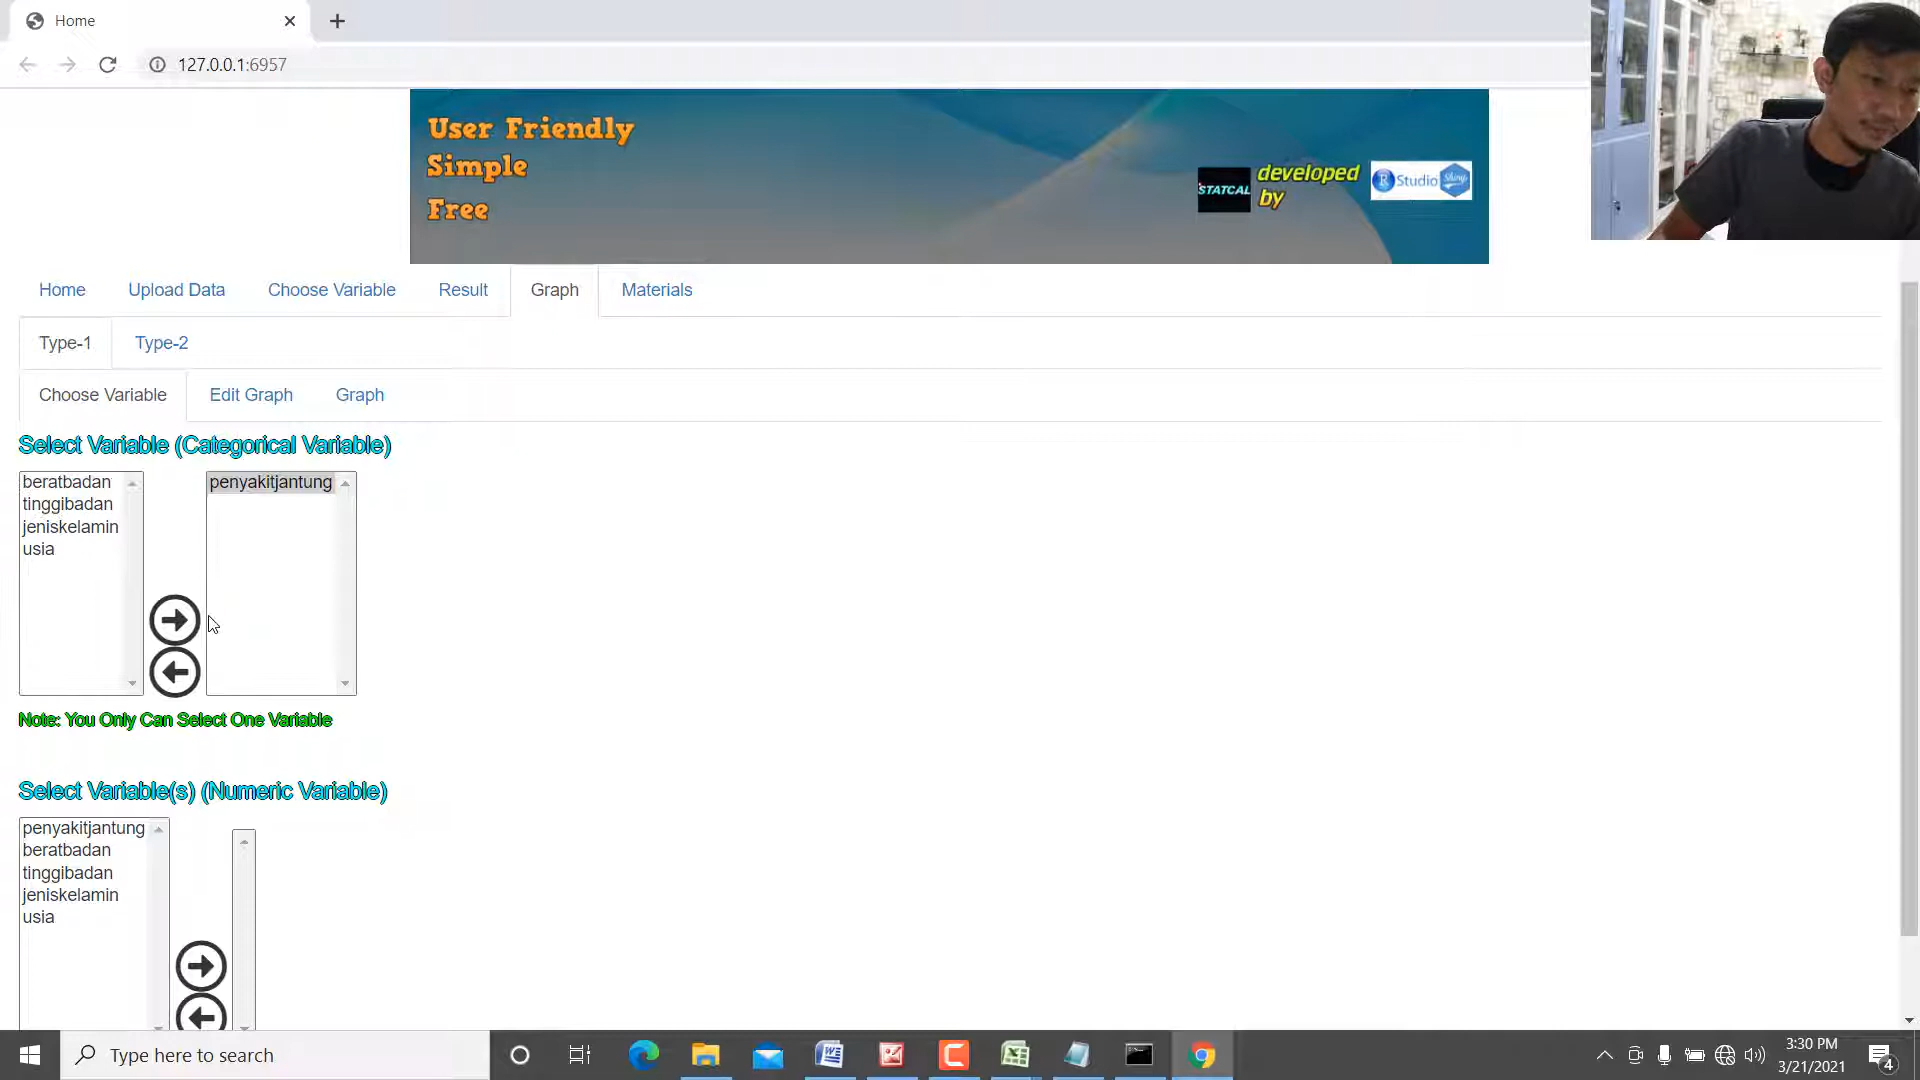 Home
127.0.0.1:6957
User Friendly
Simple
Free
STATCAL
developed by
R Studio Shiny
Home Upload Data Choose Variable Result Graph Materials
Type-1 Type-2
Choose Variable Edit Graph Graph
Select Variable (Categorical Variable)
beratbadan
tinggibadan
jeniskelamin
usia
penyakitjantung
Note: You Only Can Select One Variable
Select Variable(s) (Numeric Variable)
penyakitjantung
beratbadan
tinggibadan
jeniskelamin
usia
Type here to search
3:30 PM
3/21/2021
4